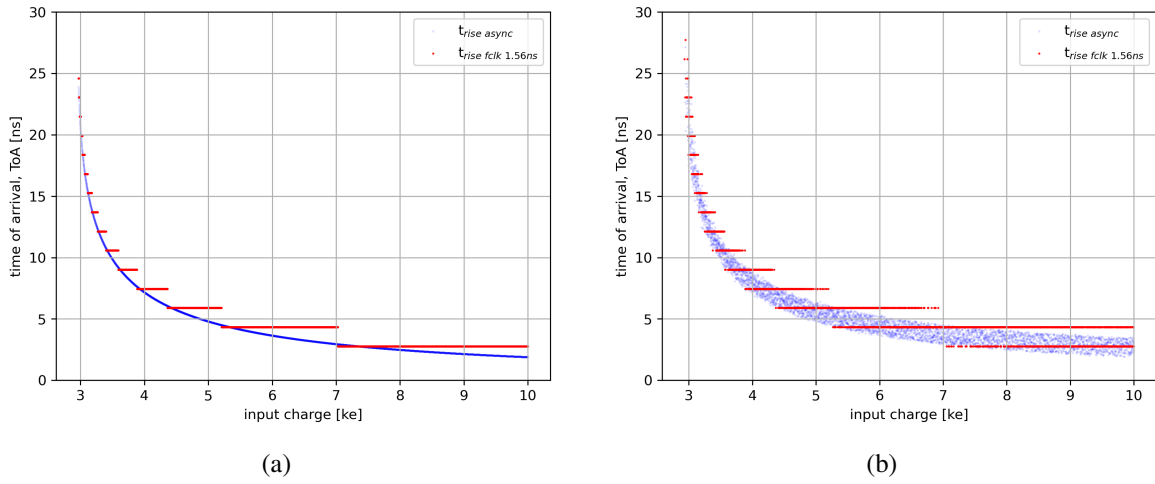 30
25
20
15
10
5
0
time of arrival, ToA [ns]
t_rise async
t_rise fclk 1.56ns
3 4 5 6 7 8 9 10
input charge [ke]
(a)
30
25
20
15
10
5
0
time of arrival, ToA [ns]
t_rise async
t_rise fclk 1.56ns
3 4 5 6 7 8 9 10
input charge [ke]
(b)